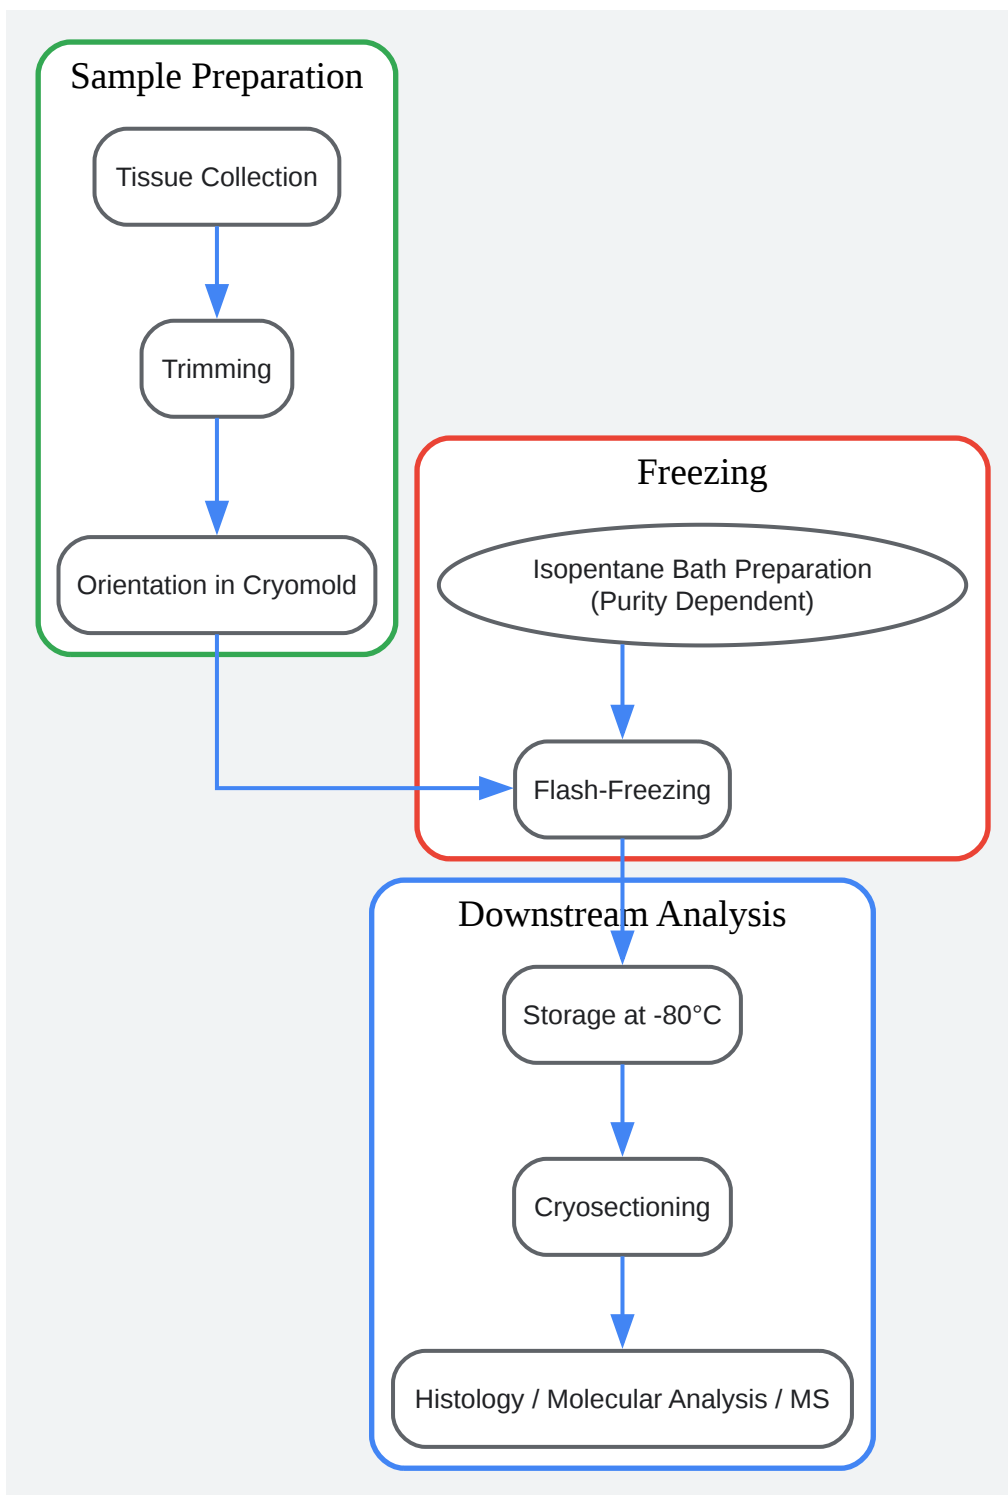 Sample Preparation
Tissue Collection
Trimming
Orientation in Cryomold
Freezing
Isopentane Bath Preparation
(Purity Dependent)
Flash-Freezing
Downstream Analysis
Storage at -80°C
Cryosectioning
Histology / Molecular Analysis / MS